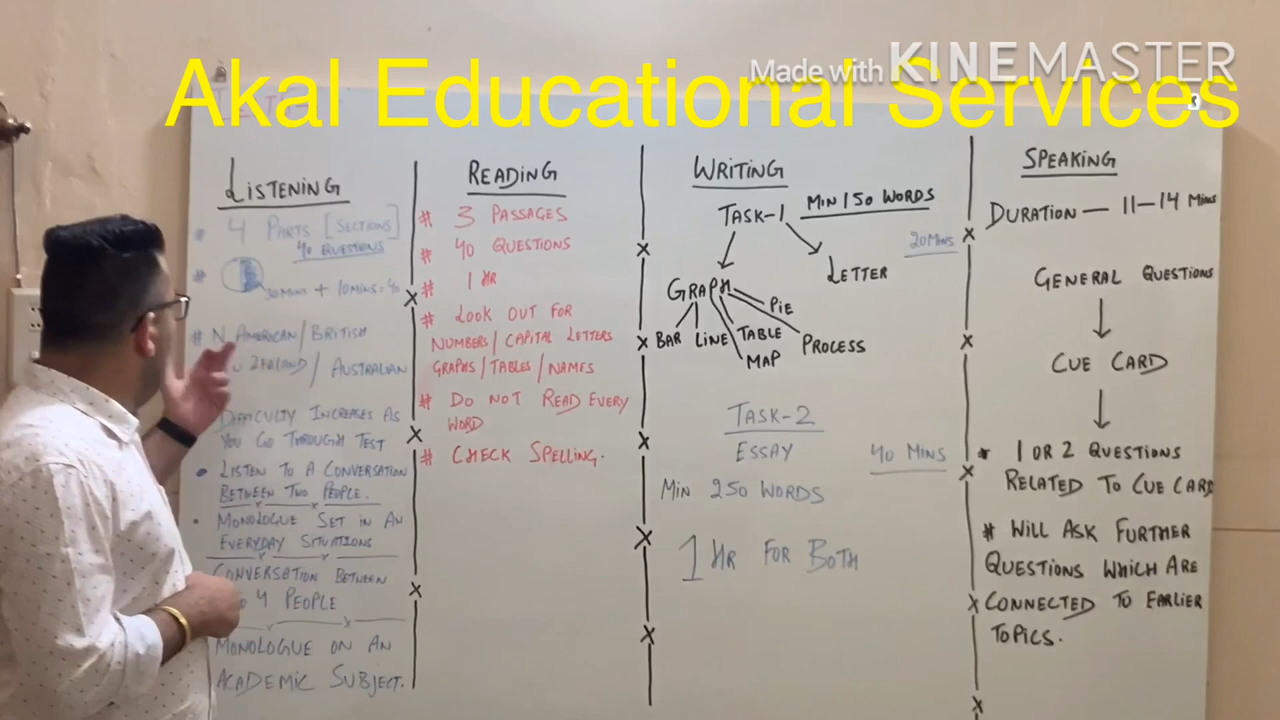 Akal Educational Services
Made with KINEMASTER
LISTENING
# 4 PARTS [SECTIONS]
40 QUESTIONS
#
30MINS + 10MINS = 40
# N AMERICAN / BRITISH
ZEALAND / AUSTRALIAN
DIFFICULTY INCREASES AS
YOU GO THROUGH TEST
• LISTEN TO A CONVERSATION
BETWEEN TWO PEOPLE.
• MONOLOGUE SET IN AN
EVERYDAY SITUATIONS
CONVERSATION BETWEEN
4 PEOPLE
MONOLOGUE ON AN
ACADEMIC SUBJECT.
READING
# 3 PASSAGES
# 40 QUESTIONS
# 1 HR
# LOOK OUT FOR
NUMBERS / CAPITAL LETTERS
GRAPHS / TABLES / NAMES
# DO NOT READ EVERY
WORD
# CHECK SPELLING.
WRITING
TASK-1 MIN 150 WORDS
20 MINS
LETTER
GRAPH
PIE
BAR LINE TABLE PROCESS
MAP
TASK-2
ESSAY
40 MINS
MIN 250 WORDS
1 HR FOR BOTH
SPEAKING
DURATION — 11-14 MINS
GENERAL QUESTIONS
CUE CARD
* 1 OR 2 QUESTIONS
RELATED TO CUE CARD
# WILL ASK FURTHER
QUESTIONS WHICH ARE
CONNECTED TO EARLIER
TOPICS.